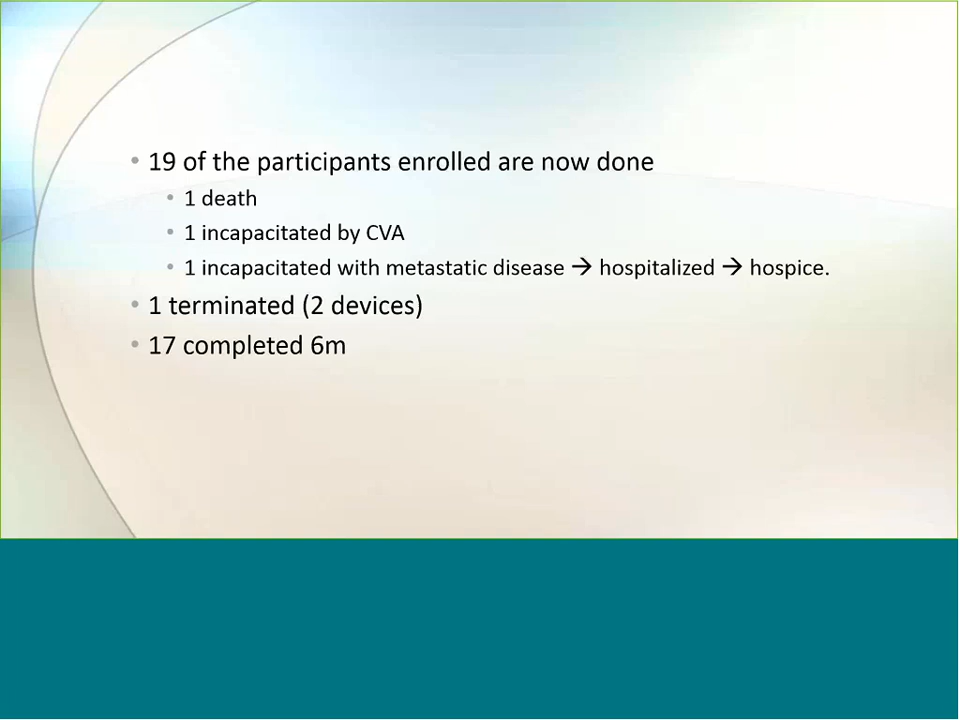 • 19 of the participants enrolled are now done
• 1 death
• 1 incapacitated by CVA
• 1 incapacitated with metastatic disease → hospitalized → hospice.
• 1 terminated (2 devices)
• 17 completed 6m